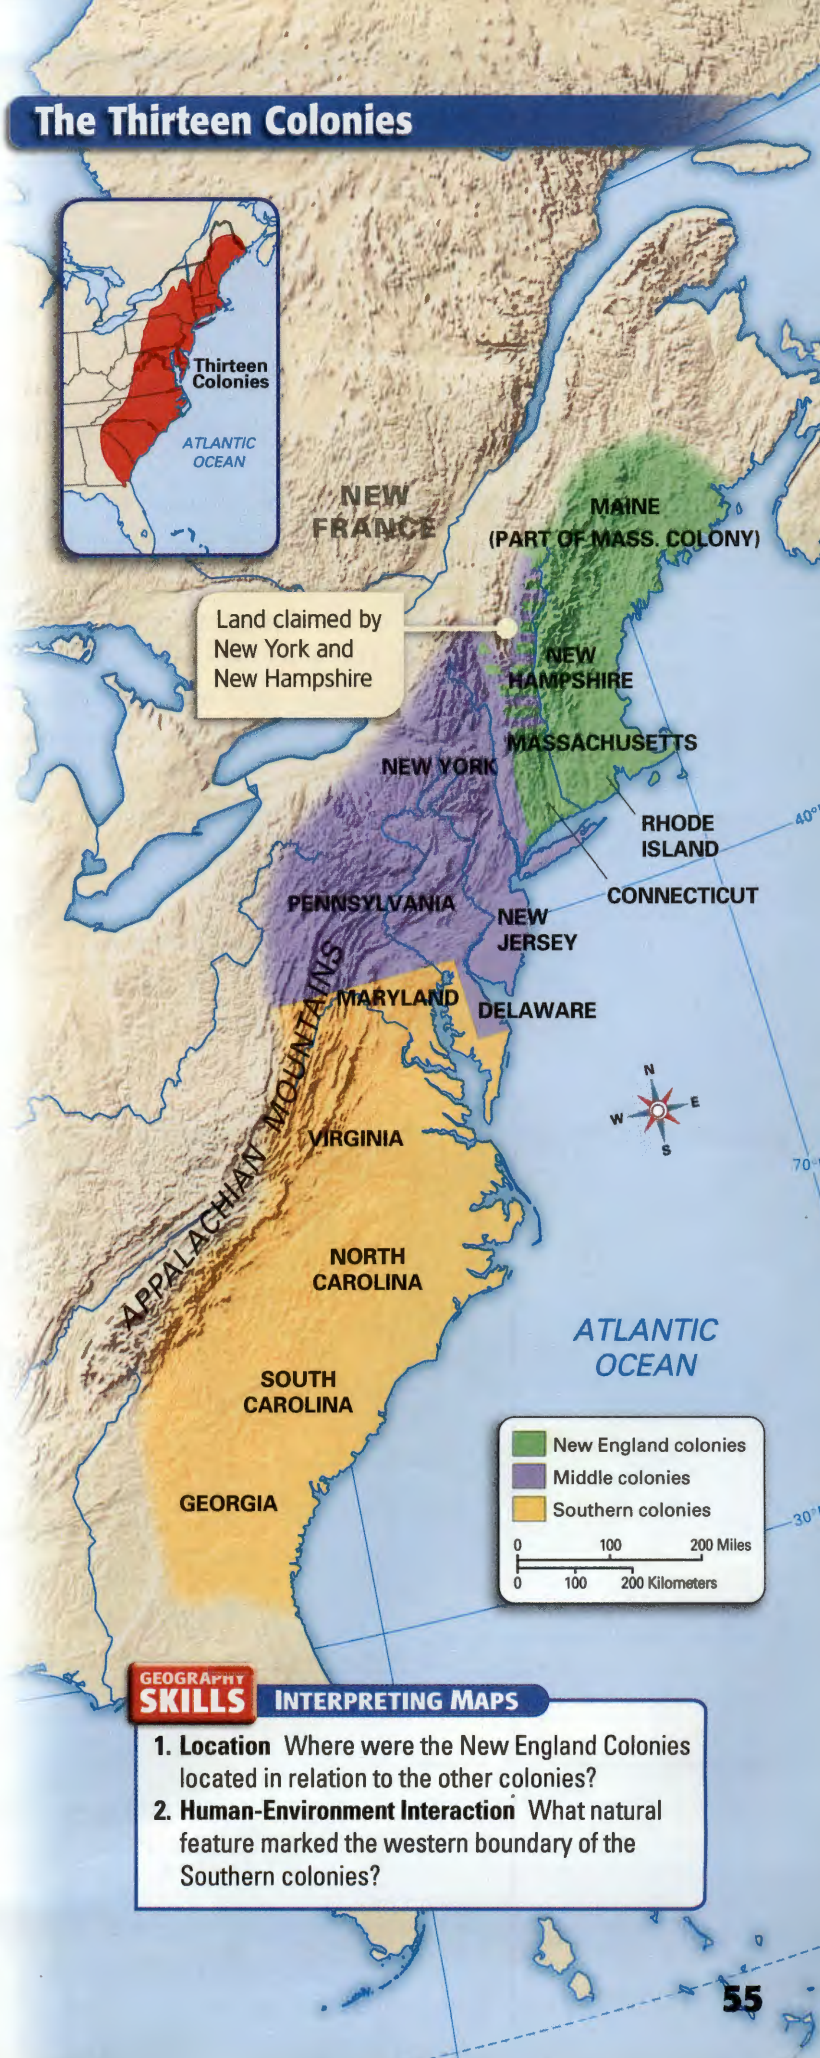 The Thirteen Colonies
Thirteen
Colonies
ATLANTIC
OCEAN
NEW
FRANCE
MAINE
(PART OF MASS. COLONY)
Land claimed by
New York and
New Hampshire
NEW
HAMPSHIRE
MASSACHUSETTS
NEW YORK
RHODE
ISLAND
40°
CONNECTICUT
PENNSYLVANIA
NEW
JERSEY
MARYLAND
DELAWARE
APPALACHIAN MOUNTAINS
N
W E
S
VIRGINIA
70°
NORTH
CAROLINA
ATLANTIC
OCEAN
SOUTH
CAROLINA
GEORGIA
New England colonies
Middle colonies
Southern colonies
30°
0 100 200 Miles
0 100 200 Kilometers
GEOGRAPHY
SKILLS INTERPRETING MAPS
1. Location Where were the New England Colonies
located in relation to the other colonies?
2. Human-Environment Interaction What natural
feature marked the western boundary of the
Southern colonies?
55